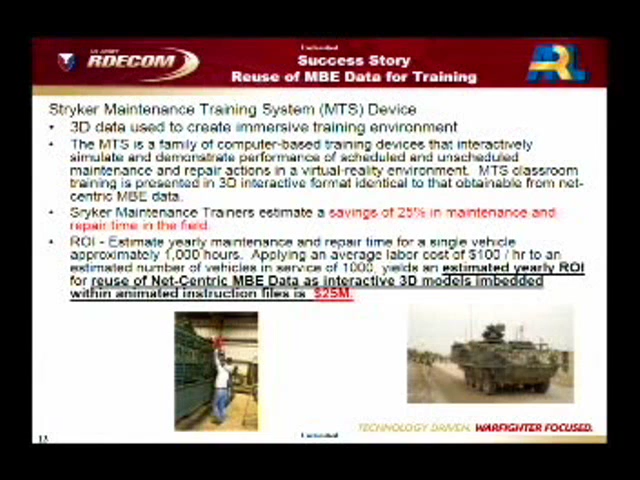 Unclassified
U.S. ARMY
RDECOM
Success Story
Reuse of MBE Data for Training
ARL
Stryker Maintenance Training System (MTS) Device
• 3D data used to create immersive training environment
• The MTS is a family of computer-based training devices that interactively
simulate and demonstrate performance of scheduled and unscheduled
maintenance and repair actions in a virtual-reality environment. MTS classroom
training is presented in 3D interactive format identical to that obtainable from net-
centric MBE data.
• Sryker Maintenance Trainers estimate a savings of 25% in maintenance and
repair time in the field.
• ROI - Estimate yearly maintenance and repair time for a single vehicle
approximately 1,000 hours. Applying an average labor cost of $100 / hr to an
estimated number of vehicles in service of 1000, yields an estimated yearly ROI
for reuse of Net-Centric MBE Data as interactive 3D models imbedded
within animated instruction files is $25M.
TECHNOLOGY DRIVEN. WARFIGHTER FOCUSED.
Unclassified